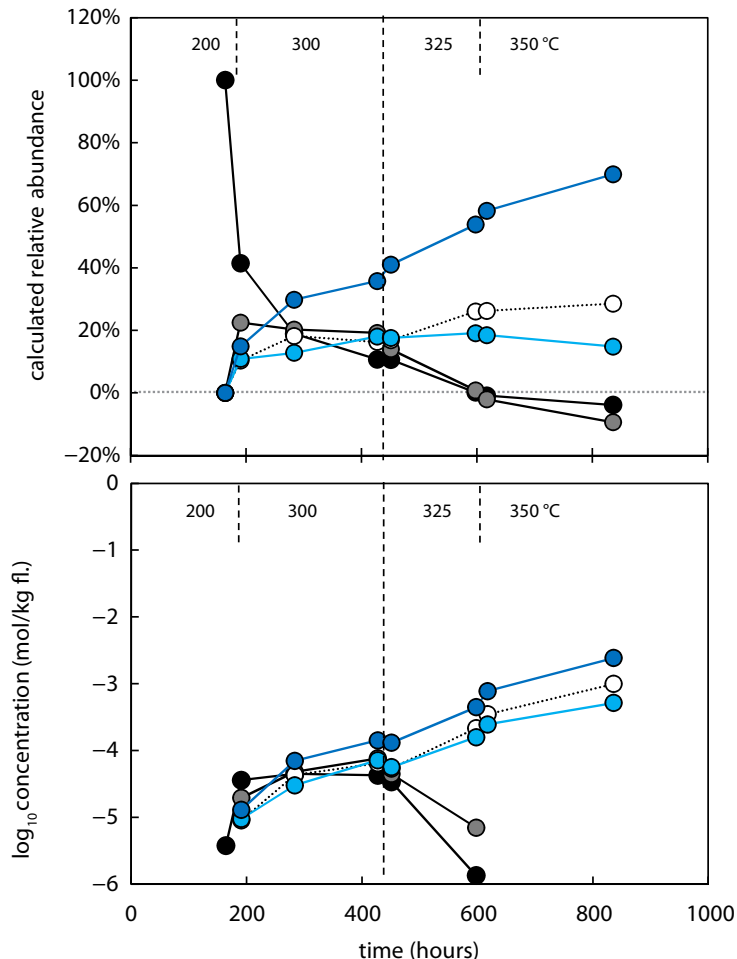 120%
200 300 325 350 °C
100%
80%
60%
40%
20%
0%
−20%
calculated relative abundance
0
200 300 325 350 °C
−1
−2
−3
−4
−5
−6
log₁₀ concentration (mol/kg fl.)
0 200 400 600 800 1000
time (hours)